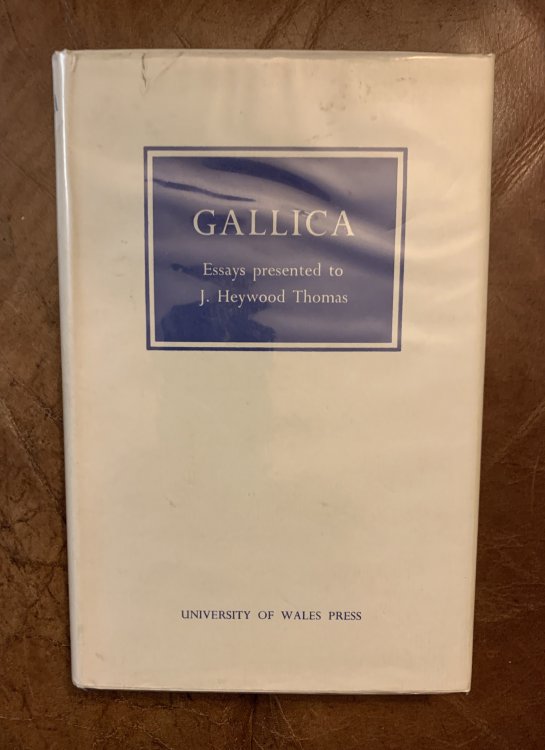 GALLICA
Essays presented to
J. Heywood Thomas
UNIVERSITY OF WALES PRESS